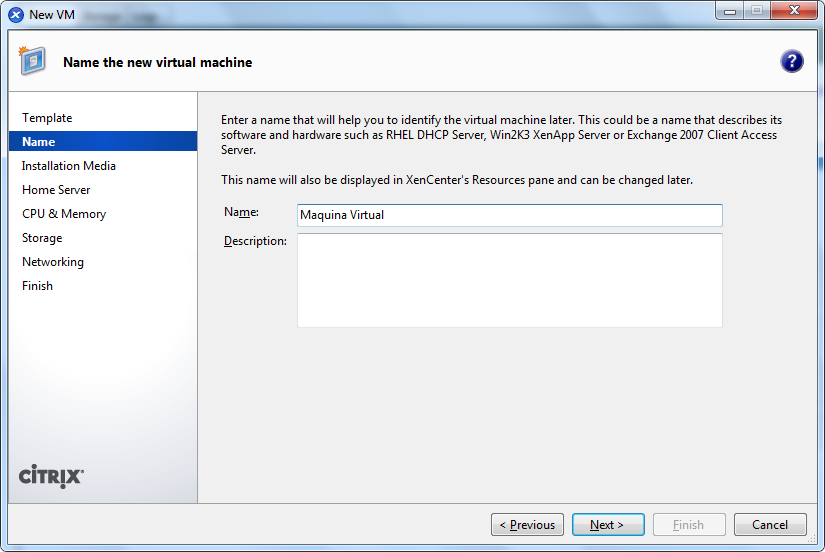 New VM
Name the new virtual machine
?
Template
Name
Installation Media
Home Server
CPU & Memory
Storage
Networking
Finish
CITRIX
Enter a name that will help you to identify the virtual machine later. This could be a name that describes its
software and hardware such as RHEL DHCP Server, Win2K3 XenApp Server or Exchange 2007 Client Access
Server.
This name will also be displayed in XenCenter's Resources pane and can be changed later.
Name: Maquina Virtual
Description:
< Previous Next > Finish Cancel